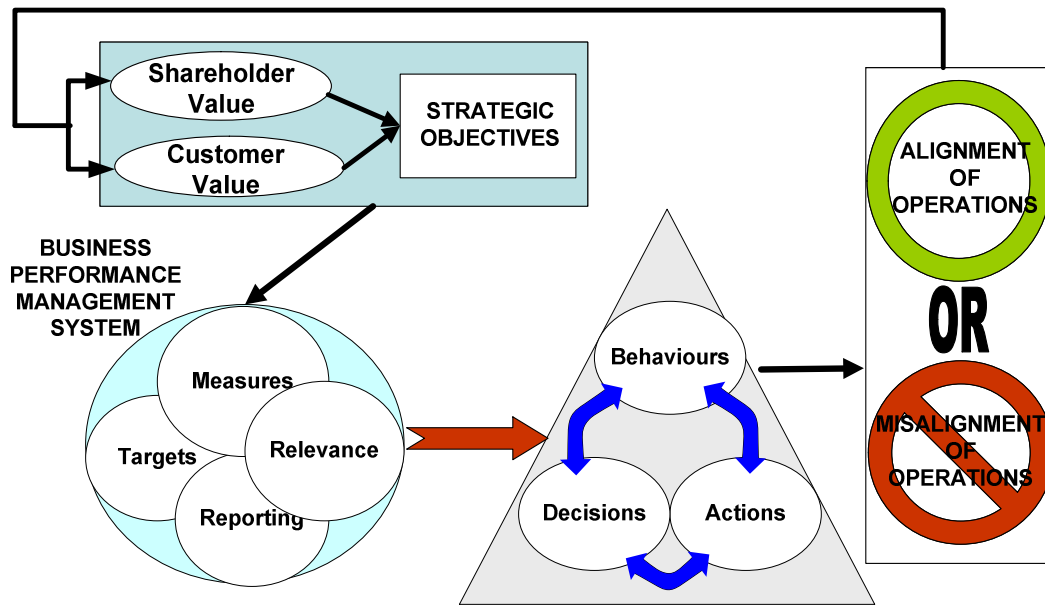 Shareholder
Value
Customer
Value
STRATEGIC
OBJECTIVES
ALIGNMENT
OF
OPERATIONS
OR
MISALIGNMENT
OF
OPERATIONS
BUSINESS
PERFORMANCE
MANAGEMENT
SYSTEM
Measures
Targets
Relevance
Reporting
Behaviours
Decisions
Actions